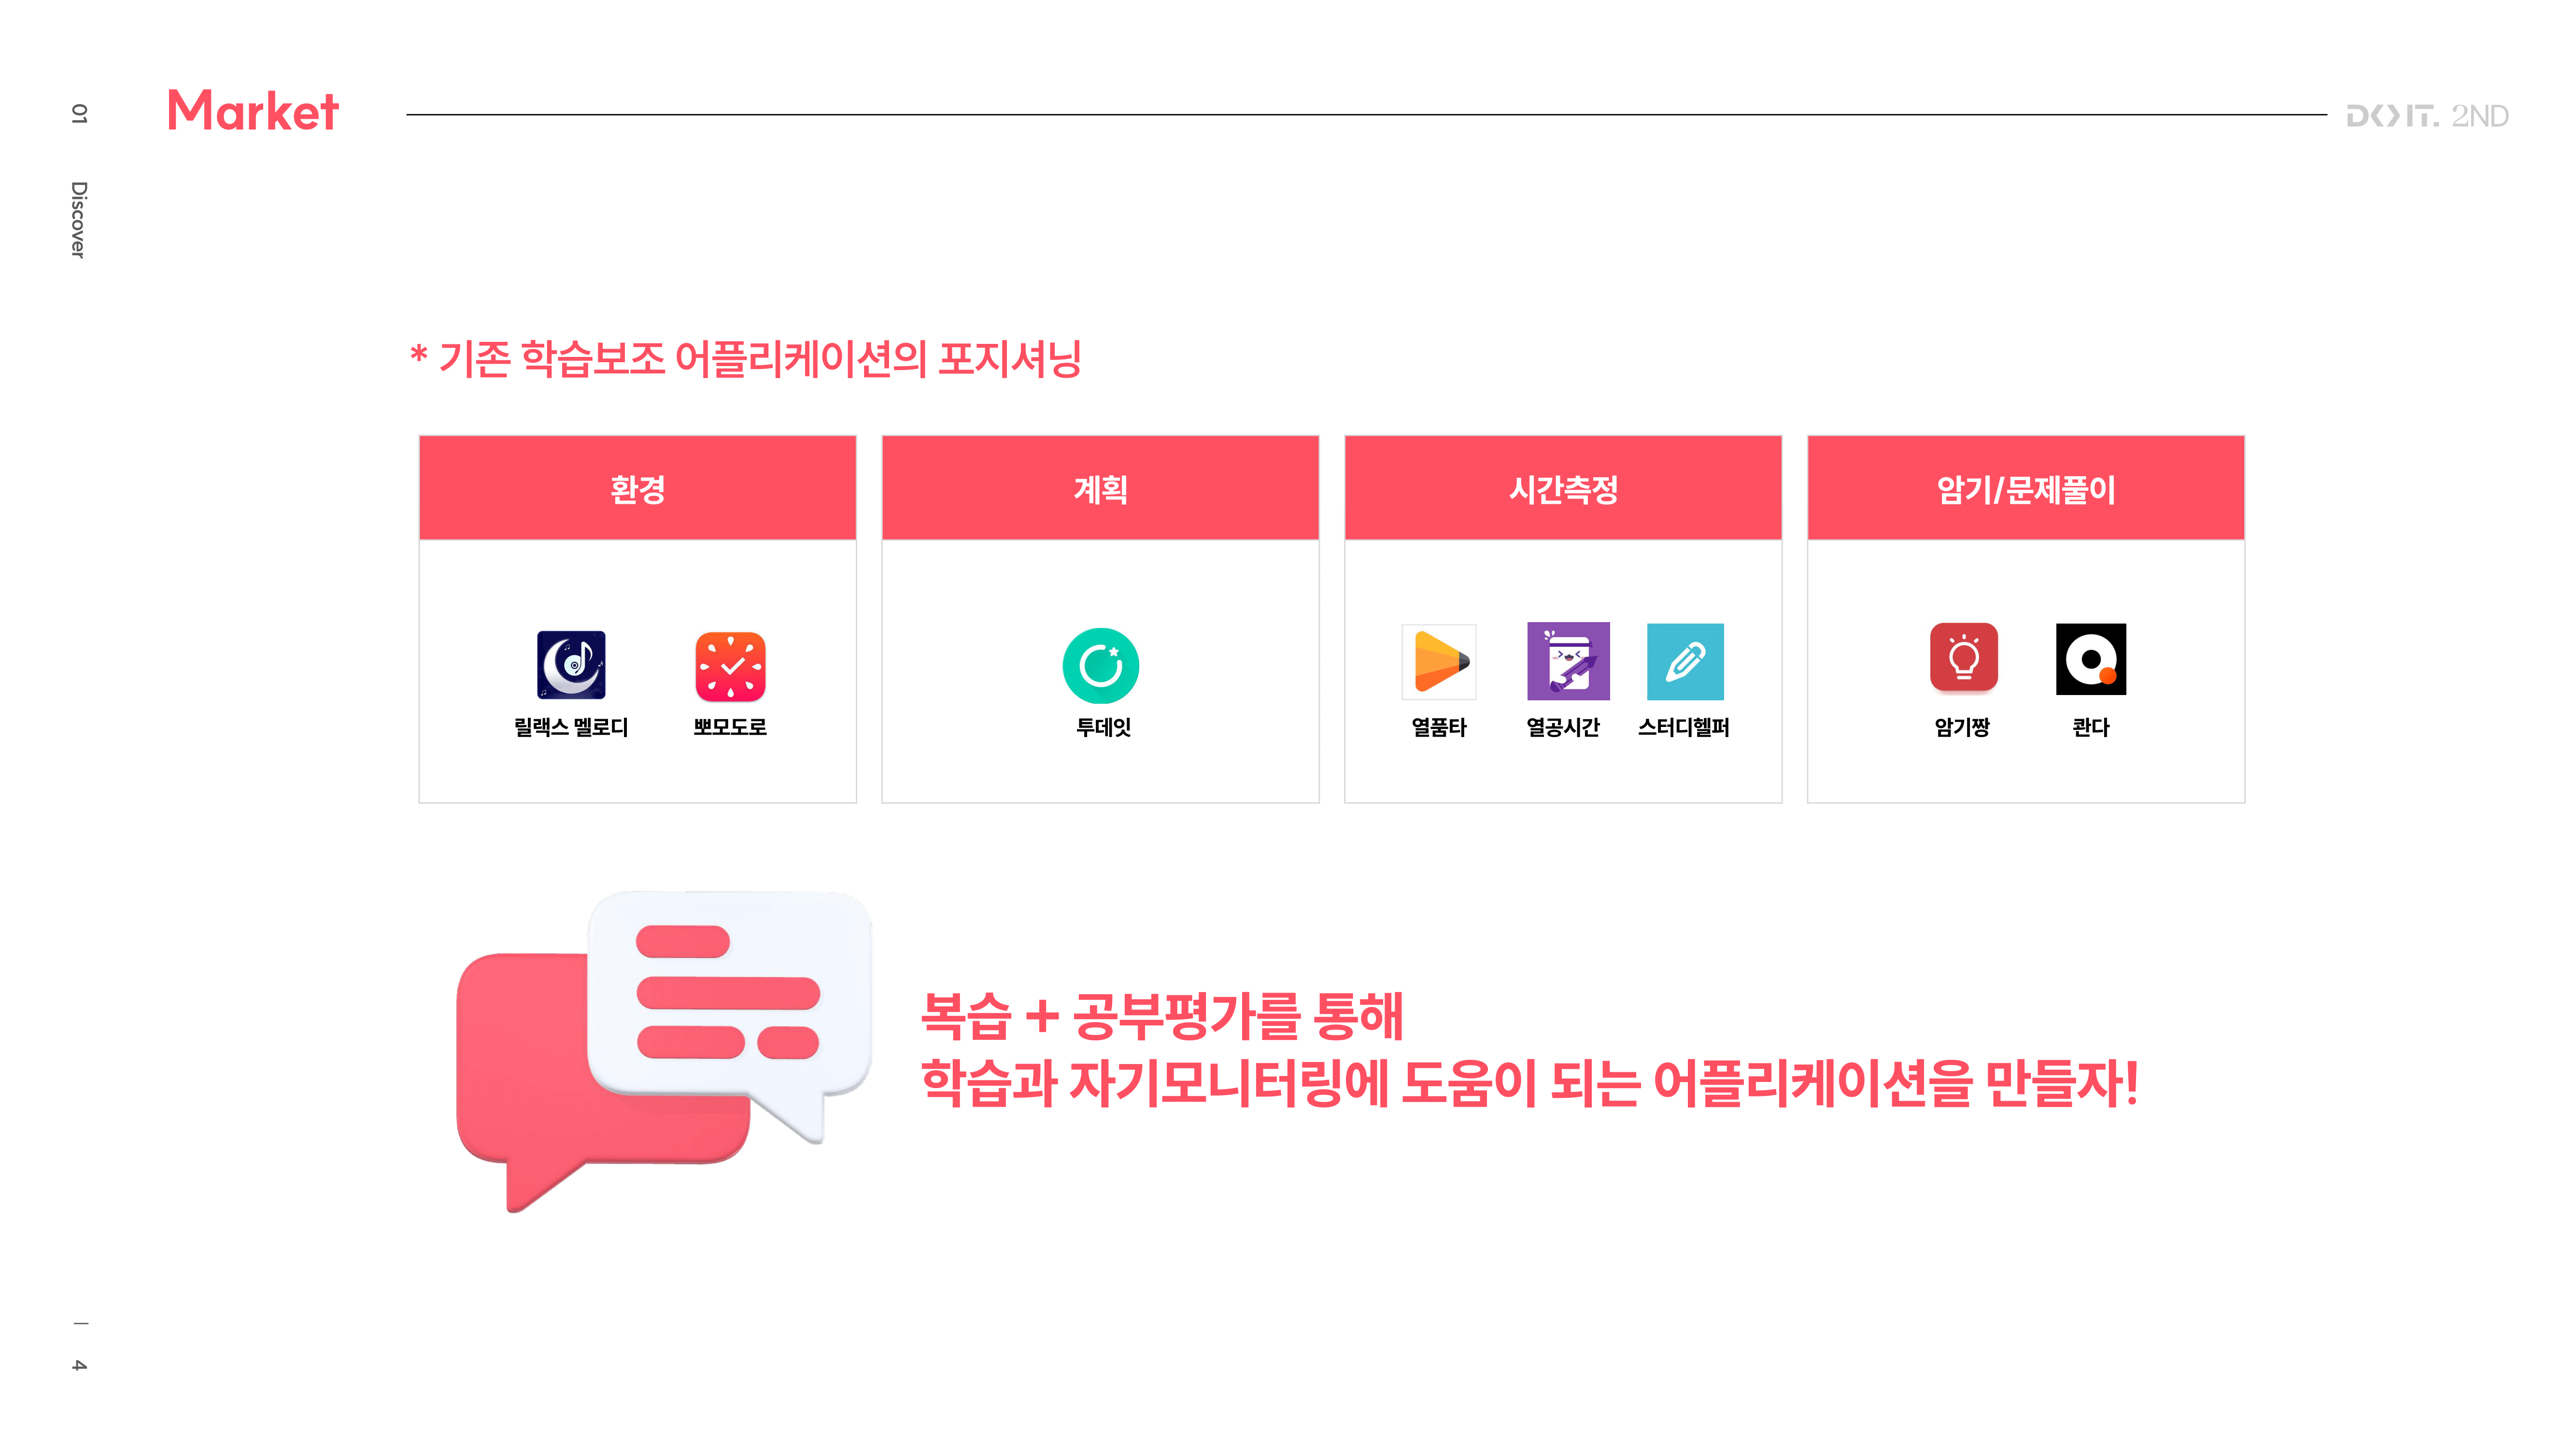 01 Discover
Market
DO IT. 2ND
* 기존 학습보조 어플리케이션의 포지셔닝
환경
계획
시간측정
암기/문제풀이
릴랙스 멜로디
뽀모도로
투데잇
열품타
열공시간
스터디헬퍼
암기짱
콴다
복습 + 공부평가를 통해
학습과 자기모니터링에 도움이 되는 어플리케이션을 만들자!
4